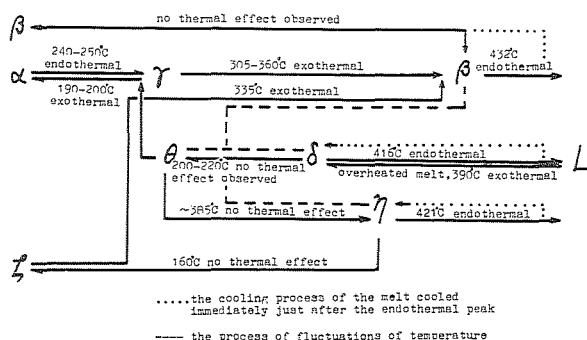 no thermal effect observed
β
240-250°C
endothermal
α
γ
305-360°C exothermal
β
432°C
endothermal
190-200°C
exothermal
335°C exothermal
θ
δ
416°C endothermal
L
200-220°C no thermal
effect observed
overheated melt,390°C exothermal
~385°C no thermal effect
η
421°C endothermal
ζ
160°C no thermal effect
.....the cooling process of the melt cooled
immediately just after the endothermal peak
---- the process of fluctuations of temperature